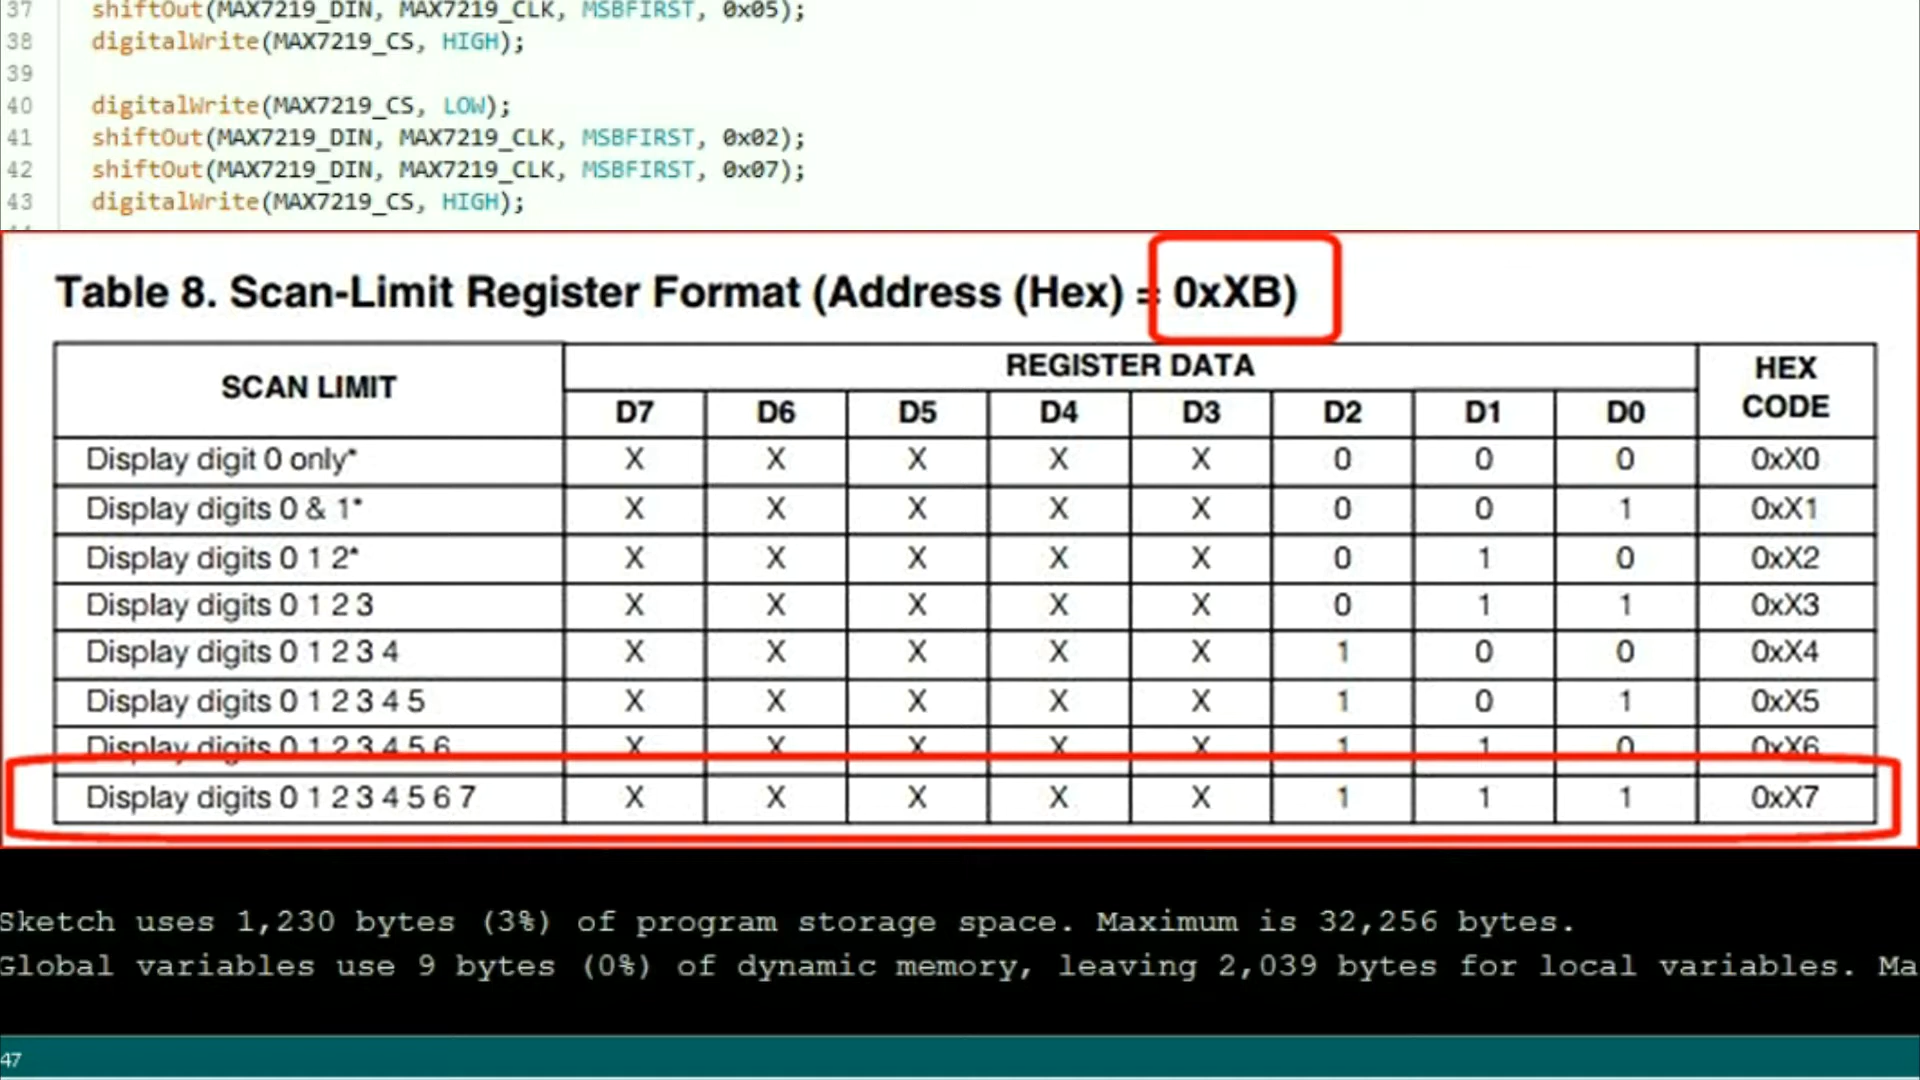 37 shiftOut(MAX7219_DIN, MAX7219_CLK, MSBFIRST, 0x05);
38 digitalWrite(MAX7219_CS, HIGH);
39
40 digitalWrite(MAX7219_CS, LOW);
41 shiftOut(MAX7219_DIN, MAX7219_CLK, MSBFIRST, 0x02);
42 shiftOut(MAX7219_DIN, MAX7219_CLK, MSBFIRST, 0x07);
43 digitalWrite(MAX7219_CS, HIGH);
Table 8. Scan-Limit Register Format (Address (Hex) = 0xXB)
SCAN LIMIT REGISTER DATA HEX CODE
D7 D6 D5 D4 D3 D2 D1 D0
Display digit 0 only* X X X X X 0 0 0 0xX0
Display digits 0 & 1* X X X X X 0 0 1 0xX1
Display digits 0 1 2* X X X X X 0 1 0 0xX2
Display digits 0 1 2 3 X X X X X 0 1 1 0xX3
Display digits 0 1 2 3 4 X X X X X 1 0 0 0xX4
Display digits 0 1 2 3 4 5 X X X X X 1 0 1 0xX5
Display digits 0 1 2 3 4 5 6 X X X X X 1 1 0 0xX6
Display digits 0 1 2 3 4 5 6 7 X X X X X 1 1 1 0xX7
Sketch uses 1,230 bytes (3%) of program storage space. Maximum is 32,256 bytes.
Global variables use 9 bytes (0%) of dynamic memory, leaving 2,039 bytes for local variables. Ma
47